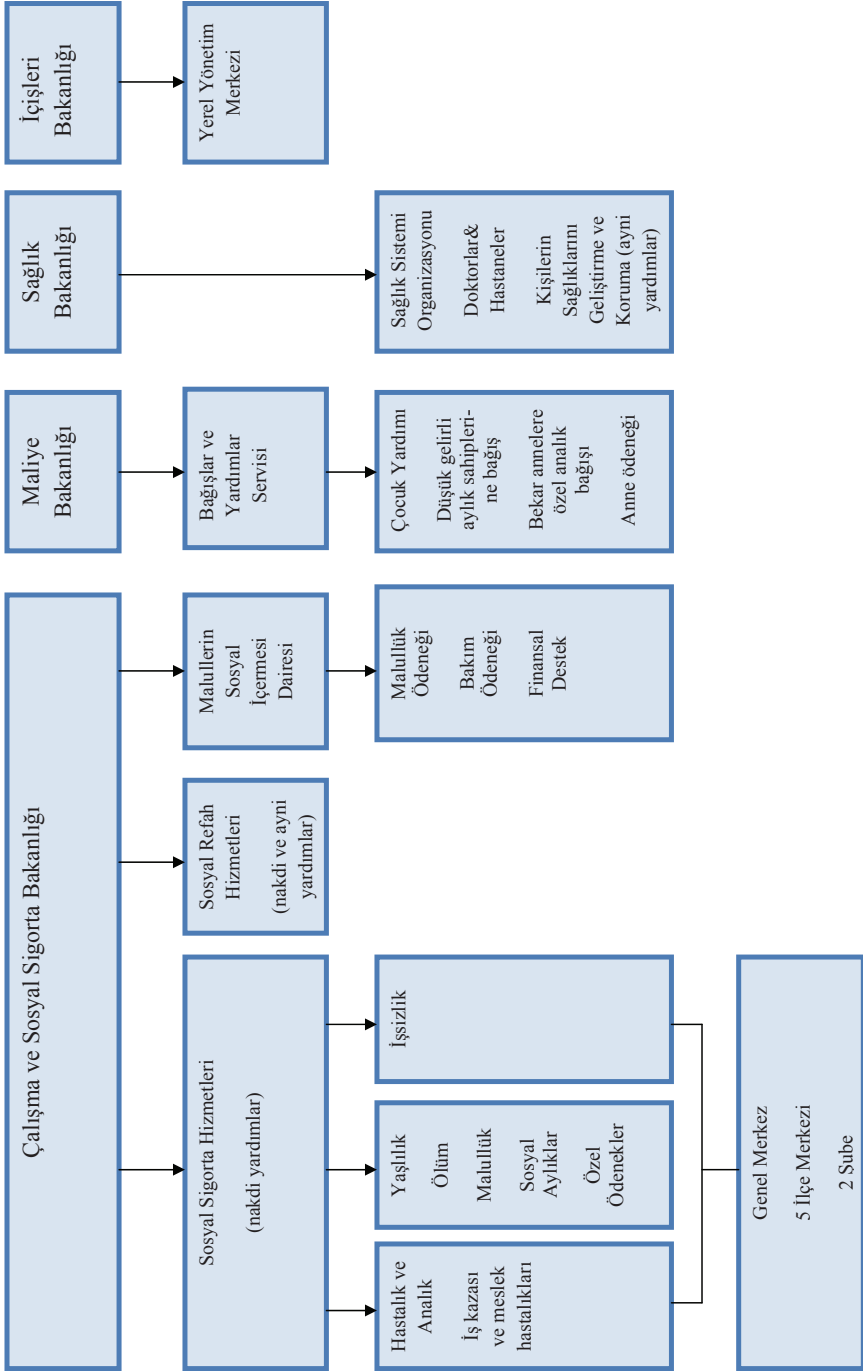 Çalışma ve Sosyal Sigorta Bakanlığı
Maliye
Bakanlığı
Sağlık
Bakanlığı
İçişleri
Bakanlığı
Sosyal Sigorta Hizmetleri
(nakdi yardımlar)
Sosyal Refah
Hizmetleri
(nakdi ve ayni
yardımlar)
Malullerin
Sosyal
İçermesi
Dairesi
Bağışlar ve
Yardımlar
Servisi
Yerel Yönetim
Merkezi
Hastalık ve
Analık
İş kazası
ve meslek
hastalıkları
Yaşlılık
Ölüm
Malulluk
Sosyal
Aylıklar
Özel
Ödenekler
İşsizlik
Malulluk
Ödeneği
Bakım
Ödeneği
Finansal
Destek
Çocuk Yardımı
Düşük gelirli
aylık sahipleri-
ne bağış
Bekar annelere
özel analık
bağışı
Anne ödeneği
Sağlık Sistemi
Organizasyonu
Doktorlar&
Hastaneler
Kişilerin
Sağlıklarını
Geliştirme ve
Koruma (ayni
yardımlar)
Genel Merkez
5 İlçe Merkezi
2 Şube